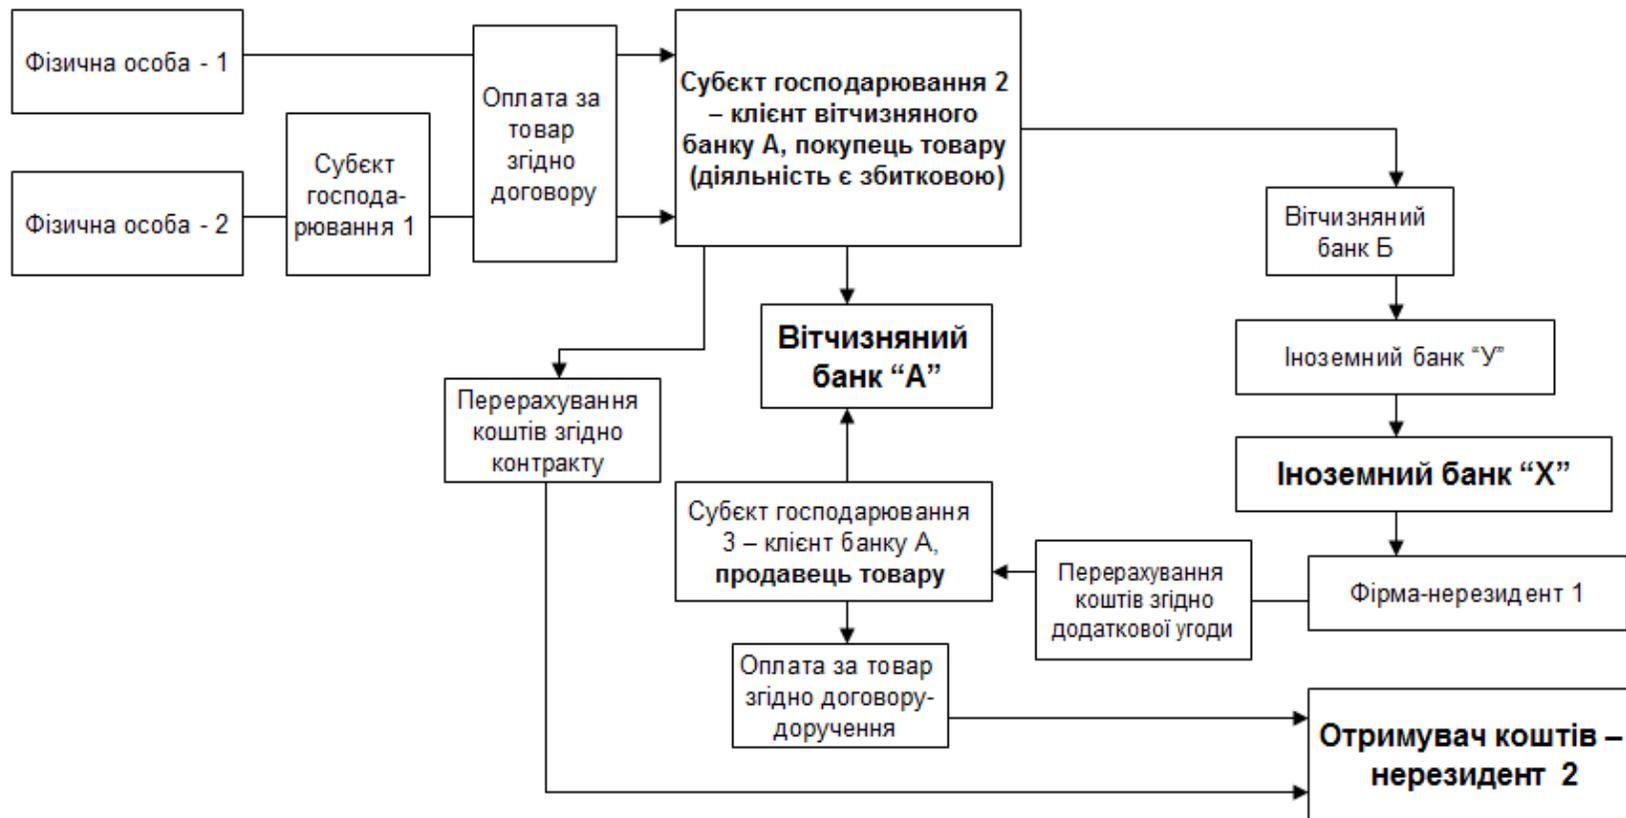 Фізична особа - 1
Фізична особа - 2
Субєкт
господа-
рювання 1
Оплата за
товар
згідно
договору
Субєкт господарювання 2
– клієнт вітчизняного
банку А, покупець товару
(діяльність є збитковою)
Вітчизняний
банк Б
Іноземний банк “У”
Іноземний банк “Х”
Вітчизняний
банк “А”
Перерахування
коштів згідно
контракту
Субєкт господарювання
3 – клієнт банку А,
продавець товару
Перерахування
коштів згідно
додаткової угоди
Фірма-нерезидент 1
Оплата за товар
згідно договору-
доручення
Отримувач коштів –
нерезидент 2